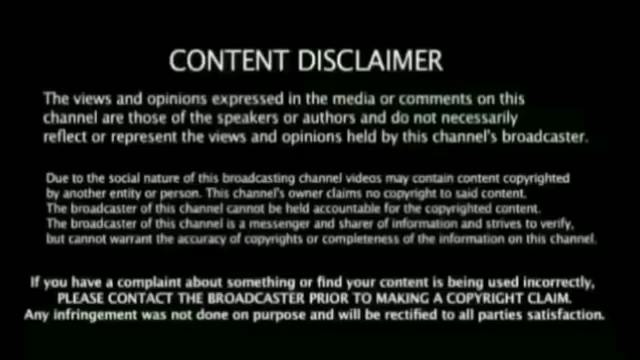 CONTENT DISCLAIMER
The views and opinions expressed in the media or comments on this
channel are those of the speakers or authors and do not necessarily
reflect or represent the views and opinions held by this channel's broadcaster.
Due to the social nature of this broadcasting channel videos may contain content copyrighted
by another entity or person. This channel's owner claims no copyright to said content.
The broadcaster of this channel cannot be held accountable for the copyrighted content.
The broadcaster of this channel is a messenger and sharer of information and strives to verify,
but cannot warrant the accuracy of copyrights or completeness of the information on this channel.
If you have a complaint about something or find your content is being used incorrectly,
PLEASE CONTACT THE BROADCASTER PRIOR TO MAKING A COPYRIGHT CLAIM.
Any infringement was not done on purpose and will be rectified to all parties satisfaction.